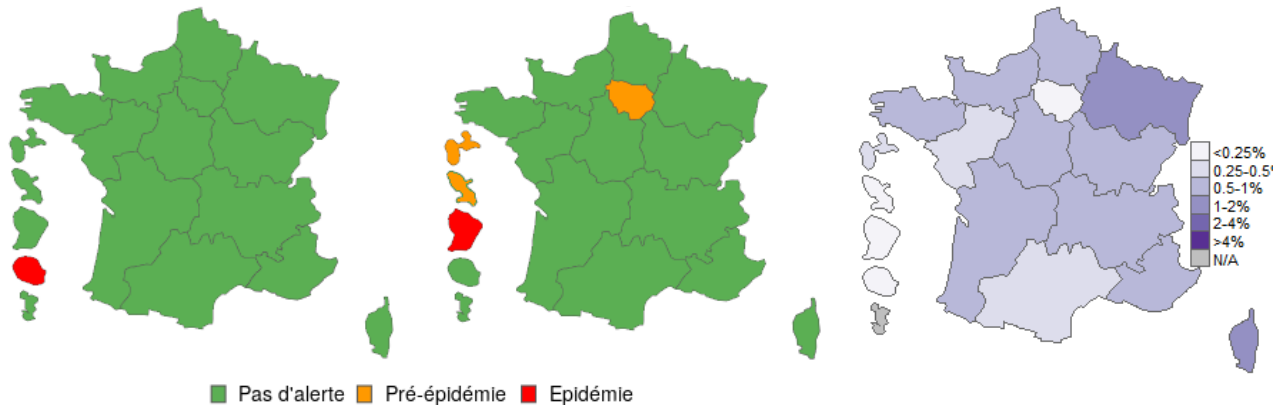 <0.25%
0.25-0.5%
0.5-1%
1-2%
2-4%
>4%
N/A
Pas d'alerte
Pré-épidémie
Epidémie